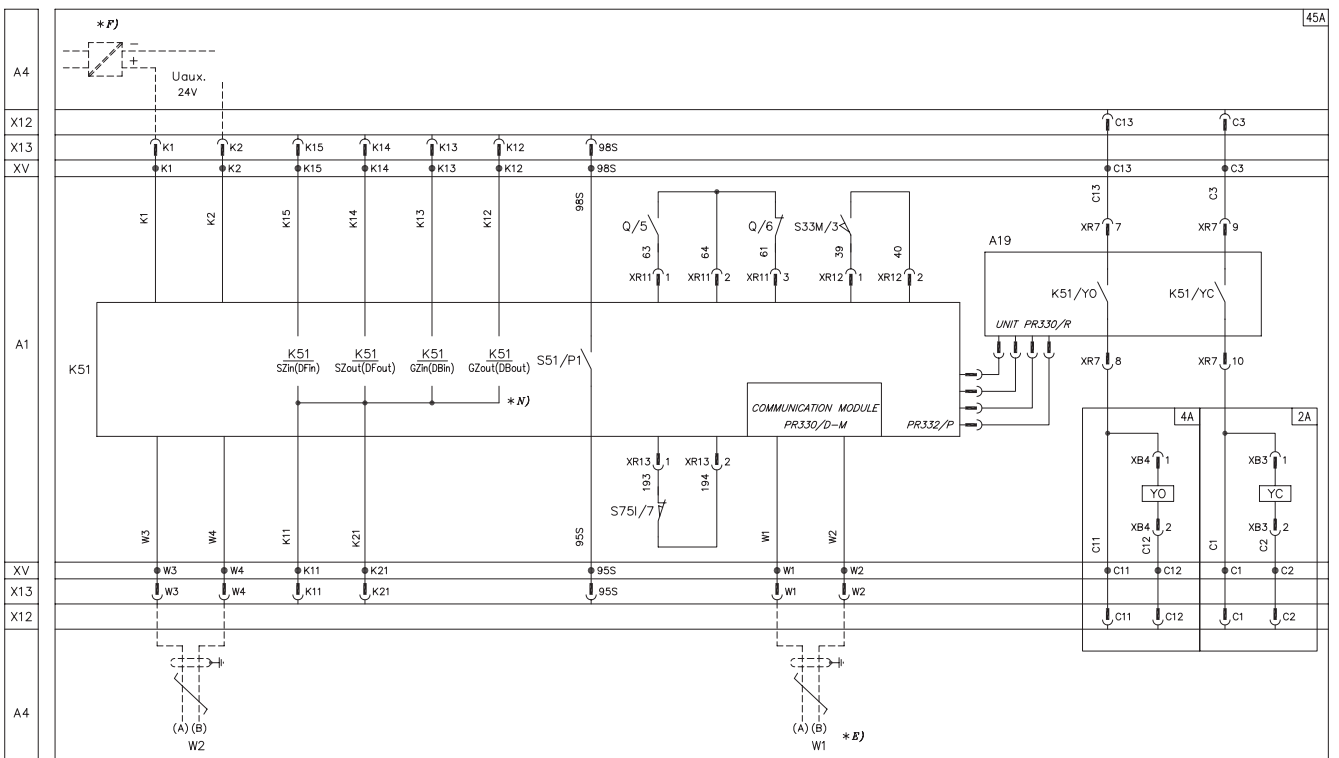 *F)
45A
A4
Uaux.
24V
−
+
X12
C13
C3
X13
K1
K2
K15
K14
K13
K12
98S
XV
K1
K2
K15
K14
K13
K12
98S
C13
C3
K1
K2
K15
K14
K13
K12
98S
C13
C3
Q/5
Q/6
S33M/3
63
64
61
39
40
XR7 7
XR7 9
A19
XR11 1
XR11 2
XR11 3
XR12 1
XR12 2
K51/YO
K51/YC
UNIT PR330/R
A1
K51
K51
SZin(DFin)
K51
SZout(DFout)
K51
GZin(DBin)
K51
GZout(DBout)
S51/P1
XR7 8
XR7 10
*N)
COMMUNICATION MODULE
PR330/D-M
PR332/P
4A
2A
XR13 1
XR13 2
193
194
S75I/7
XB4 1
YO
XB4 2
XB3 1
YC
XB3 2
W3
W4
K11
K21
95S
W1
W2
C11
C12
C1
C2
XV
W3
W4
K11
K21
95S
W1
W2
C11
C12
C1
C2
X13
W3
W4
K11
K21
95S
W1
W2
X12
C11
C12
C1
C2
A4
(A) (B)
W2
(A) (B)
W1
*E)